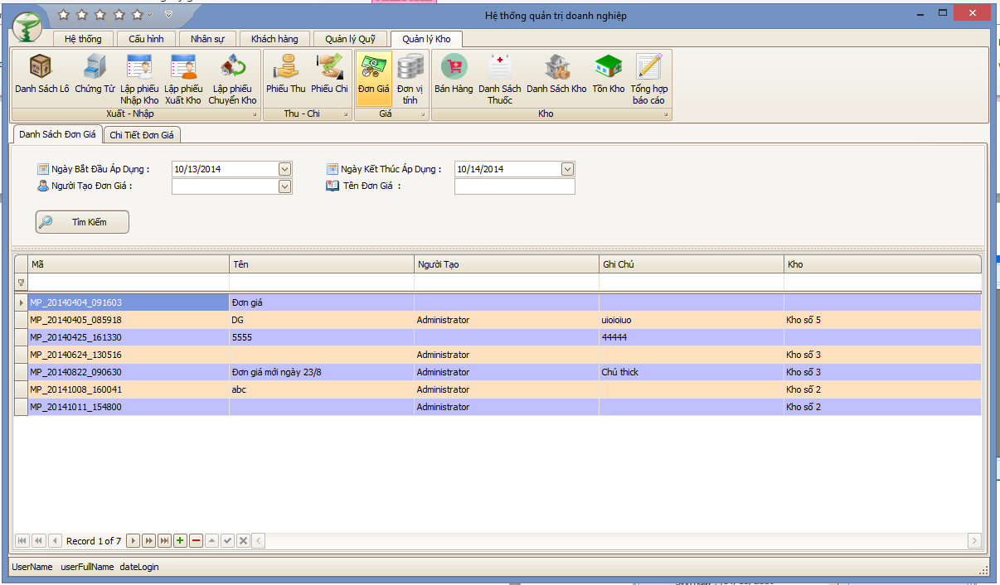 Hệ thống quản trị doanh nghiệp
Hệ thống Cấu hình Nhân sự Khách hàng Quản lý Quỹ Quản lý Kho
Danh Sách Lô Chứng Từ Lập phiếu Nhập Kho Lập phiếu Xuất Kho Lập phiếu Chuyển Kho Phiếu Thu Phiếu Chi Đơn Giá Đơn vị tính Bán Hàng Danh Sách Thuốc Danh Sách Kho Tồn Kho Tổng hợp báo cáo
Xuất - Nhập Thu - Chi Giá Kho
Danh Sách Đơn Giá Chi Tiết Đơn Giá
Ngày Bắt Đầu Áp Dụng : 10/13/2014 Ngày Kết Thúc Áp Dụng : 10/14/2014
Người Tạo Đơn Giá : Tên Đơn Giá :
Tìm Kiếm
Mã Tên Người Tạo Ghi Chú Kho
MP_20140404_091603 Đơn giá
MP_20140405_085918 DG Administrator uioioiuo Kho số 5
MP_20140425_161330 5555 44444
MP_20140624_130516 Administrator Kho số 3
MP_20140822_090630 Đơn giá mới ngày 23/8 Administrator Chú thick Kho số 3
MP_20141008_160041 abc Administrator Kho số 2
MP_20141011_154800 Administrator Kho số 2
Record 1 of 7
UserName userFullName dateLogin